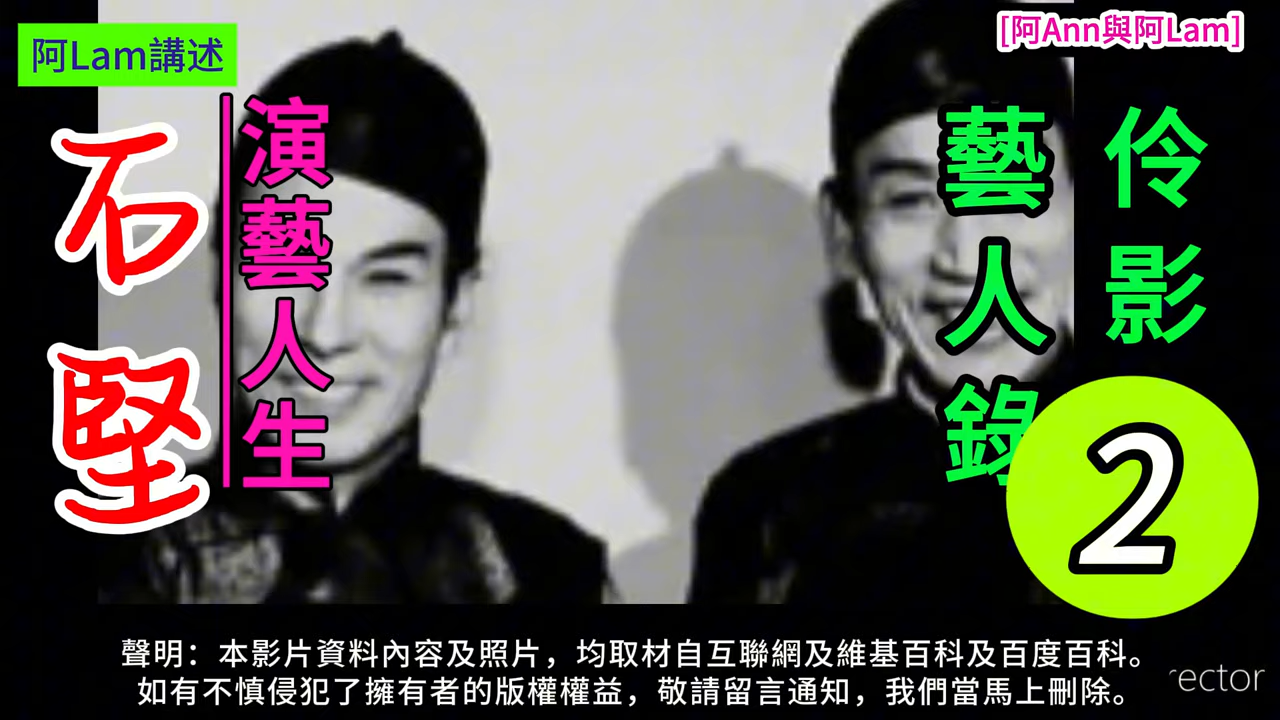 阿Lam講述
[阿Ann與阿Lam]
石堅
演藝人生
伶影
藝人錄
2
聲明：本影片資料內容及照片，均取材自互聯網及維基百科及百度百科。
如有不慎侵犯了擁有者的版權權益，敬請留言通知，我們當馬上刪除。
rector